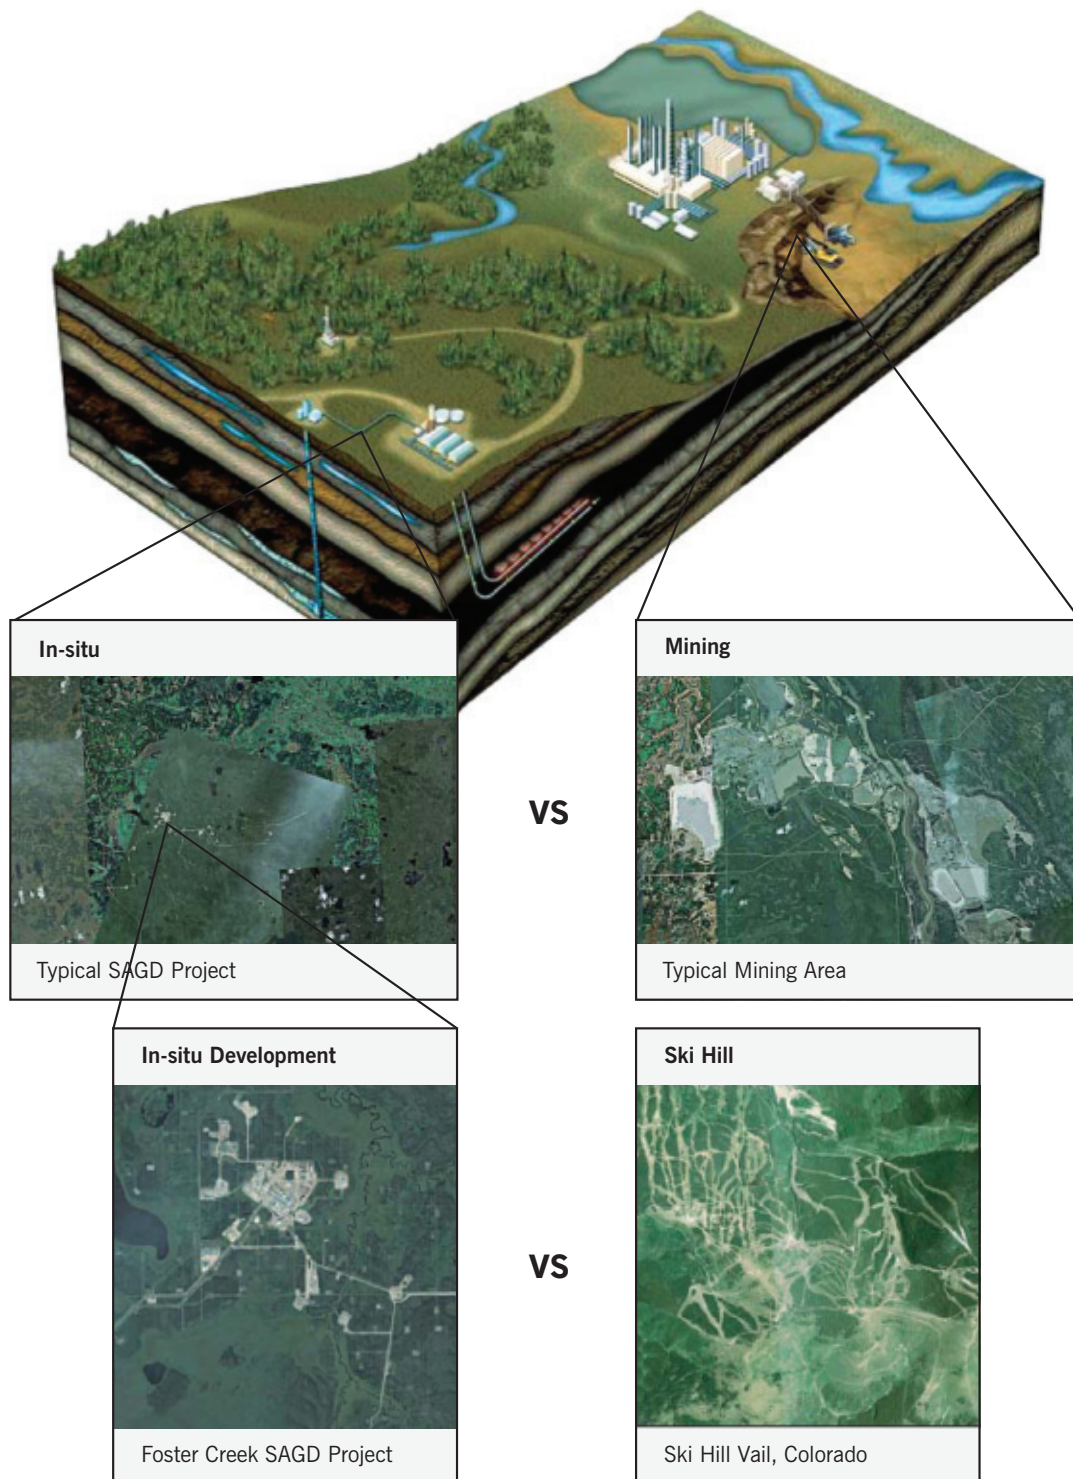 In-situ
Mining
VS
Typical SAGD Project
Typical Mining Area
In-situ Development
Ski Hill
VS
Foster Creek SAGD Project
Ski Hill Vail, Colorado